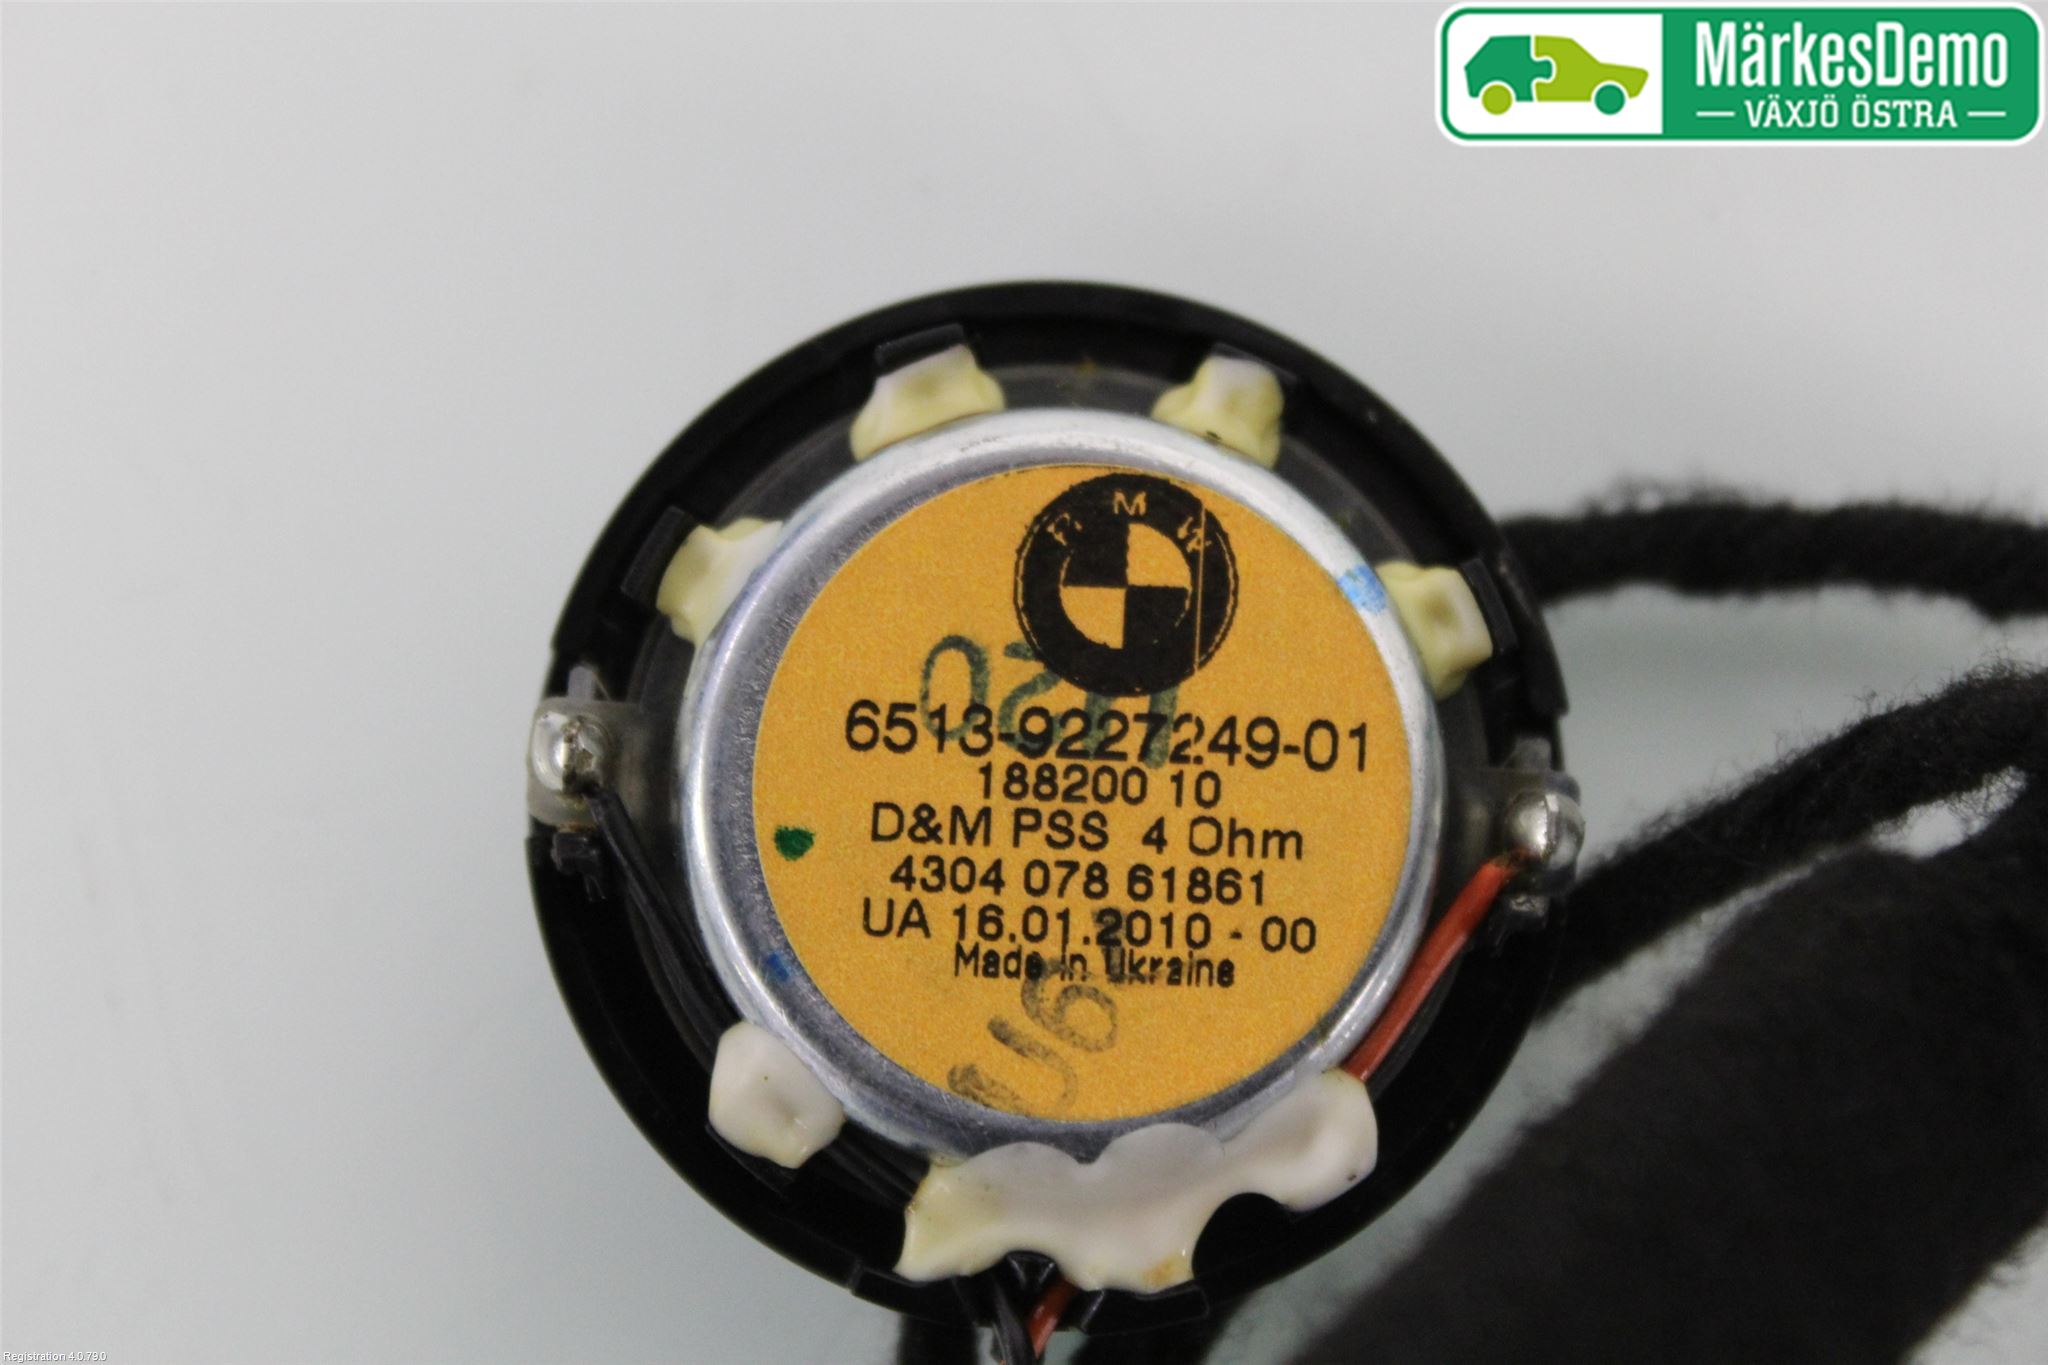 MärkesDemo
VÄXJÖ ÖSTRA
BMW
6513-9227249-01
188200 10
D&M PSS 4 Ohm
4304 078 61861
UA 16.01.2010 - 00
Made in Ukraine
Registration 4.0.79.0